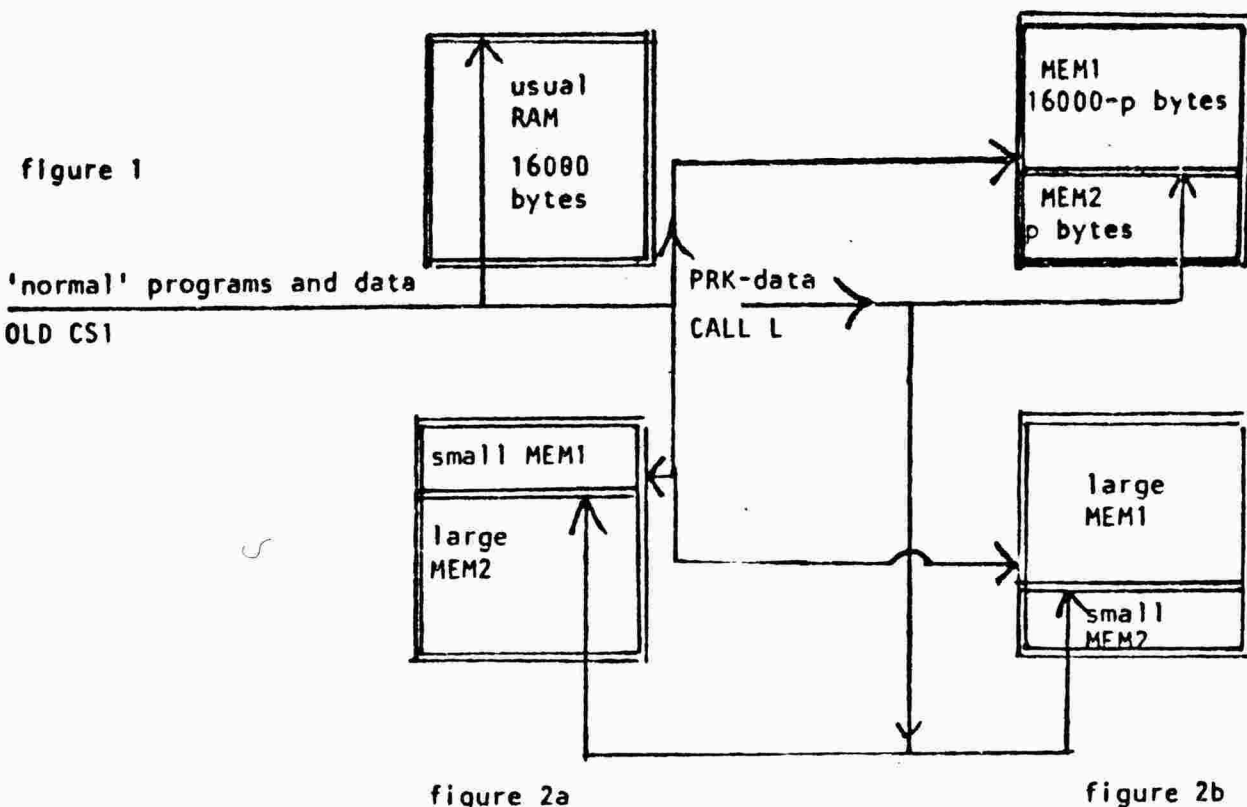 usual
RAM
16000
bytes
MEM1
16000-p bytes
MEM2
p bytes
figure 1
'normal' programs and data
OLD CS1
PRK-data
CALL L
small MEM1
large
MEM2
large
MEM1
small
MEM2
figure 2a
figure 2b